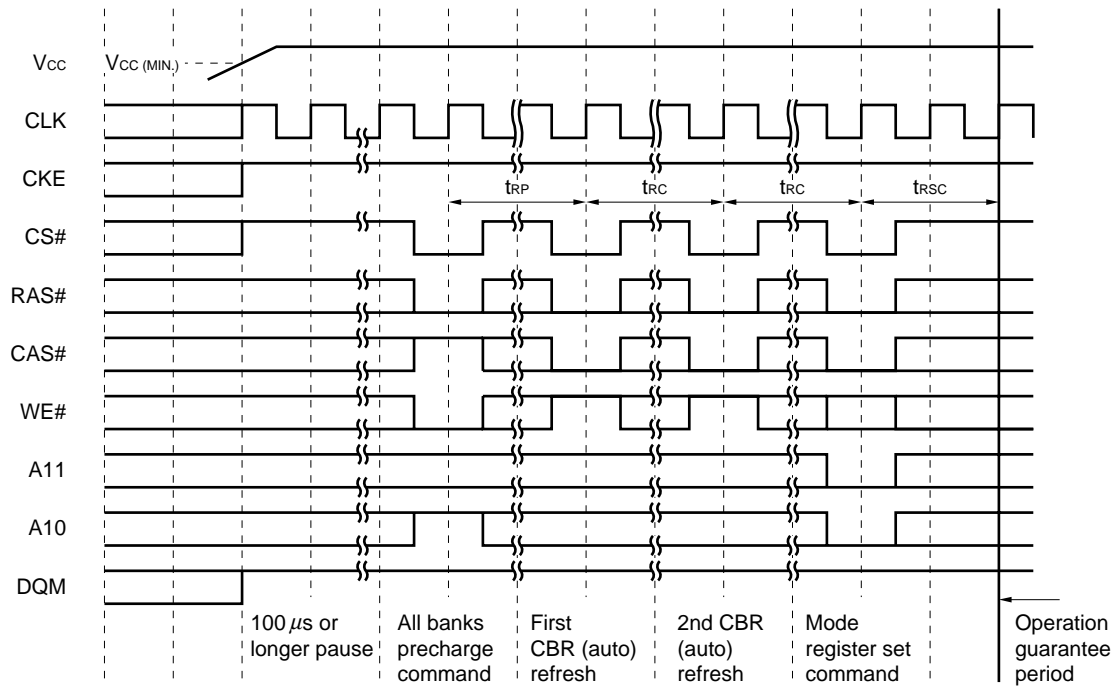 VCC VCC (MIN.)
CLK
CKE
tRP tRC tRC tRSC
CS#
RAS#
CAS#
WE#
A11
A10
DQM
100 μs or
longer pause
All banks
precharge
command
First
CBR (auto)
refresh
2nd CBR
(auto)
refresh
Mode
register set
command
Operation
guarantee
period